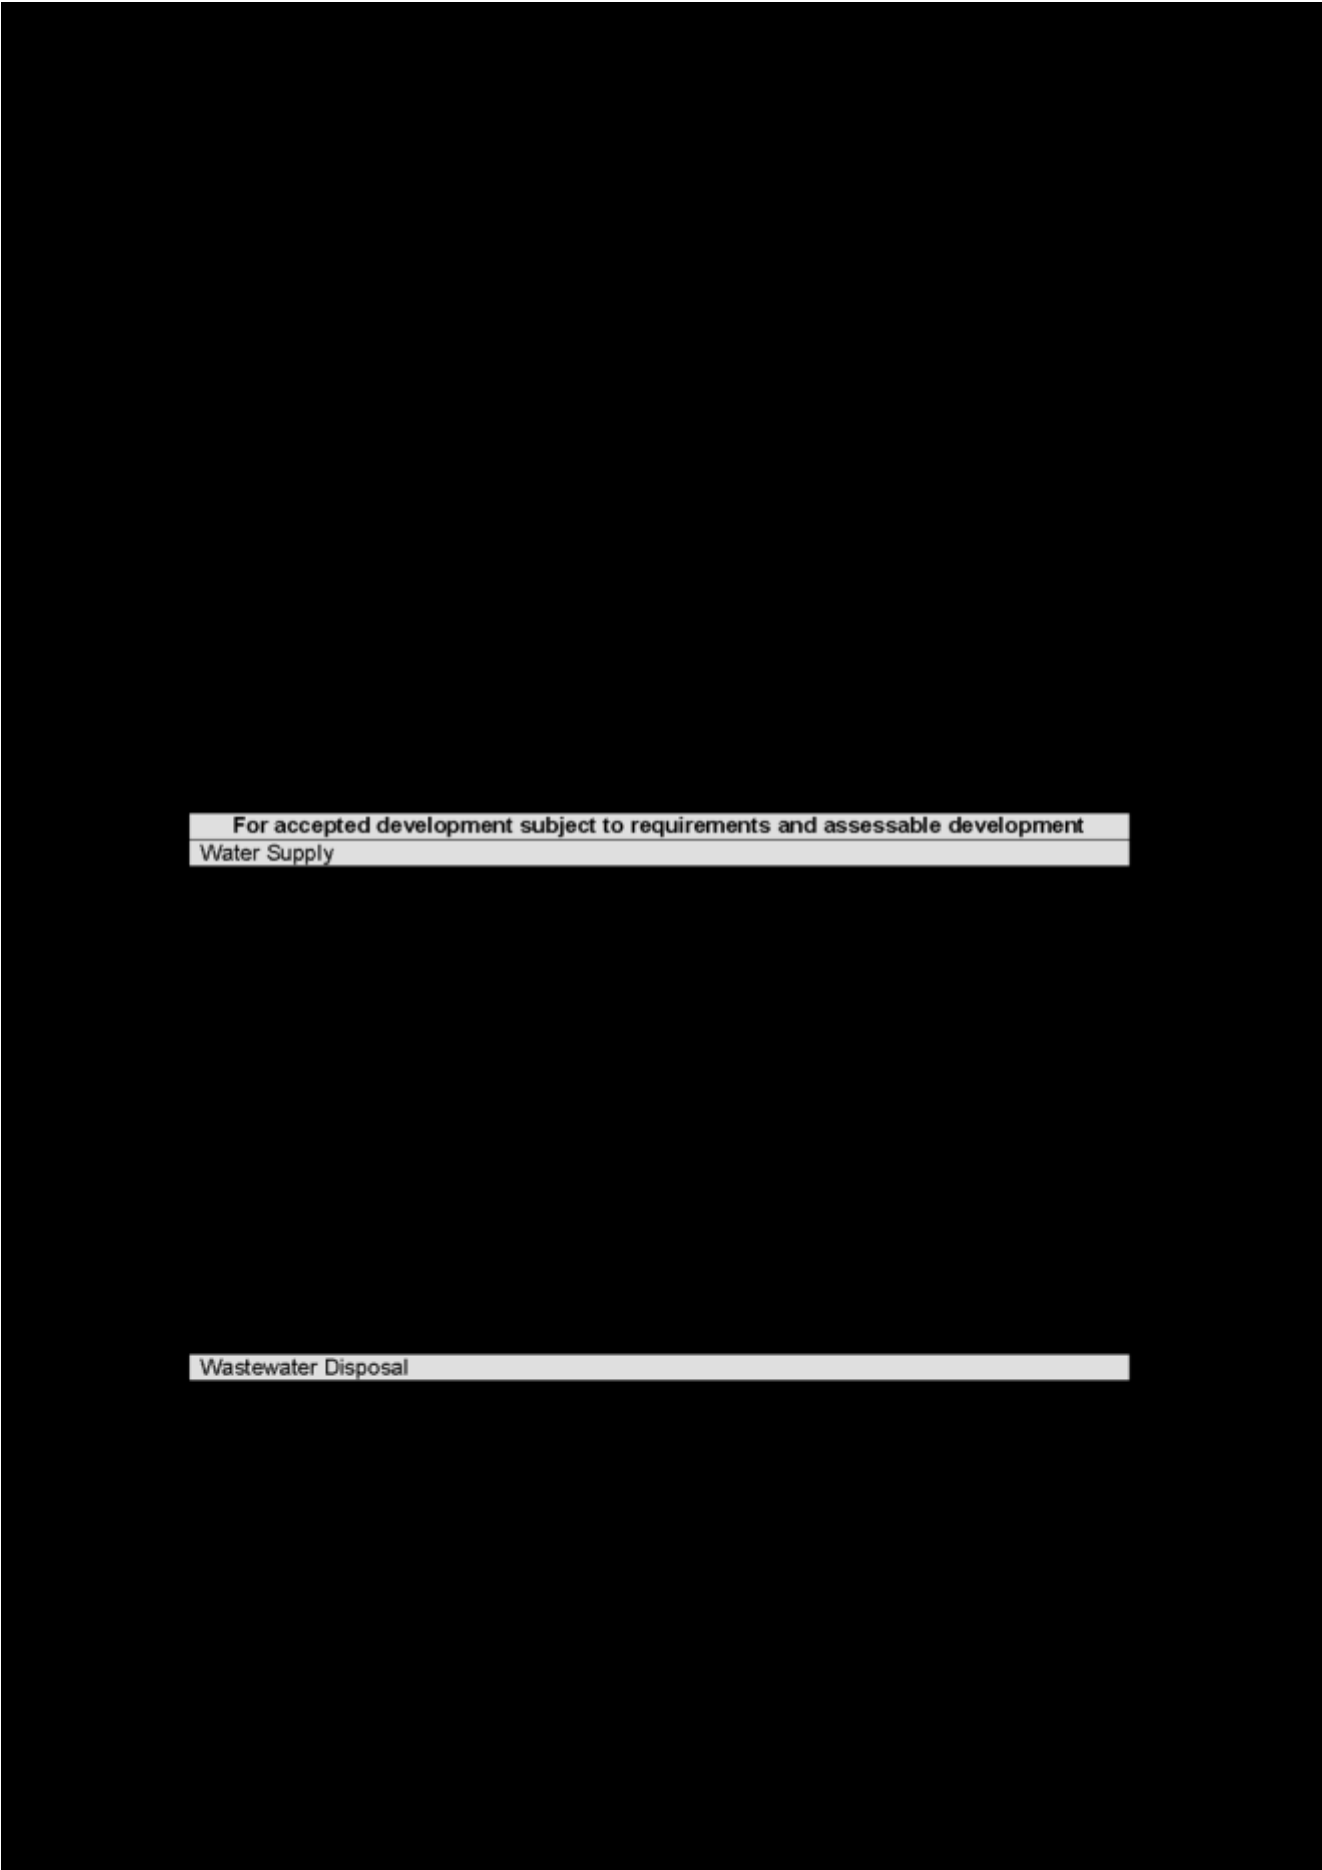 For accepted development subject to requirements and assessable development
Water Supply
Wastewater Disposal